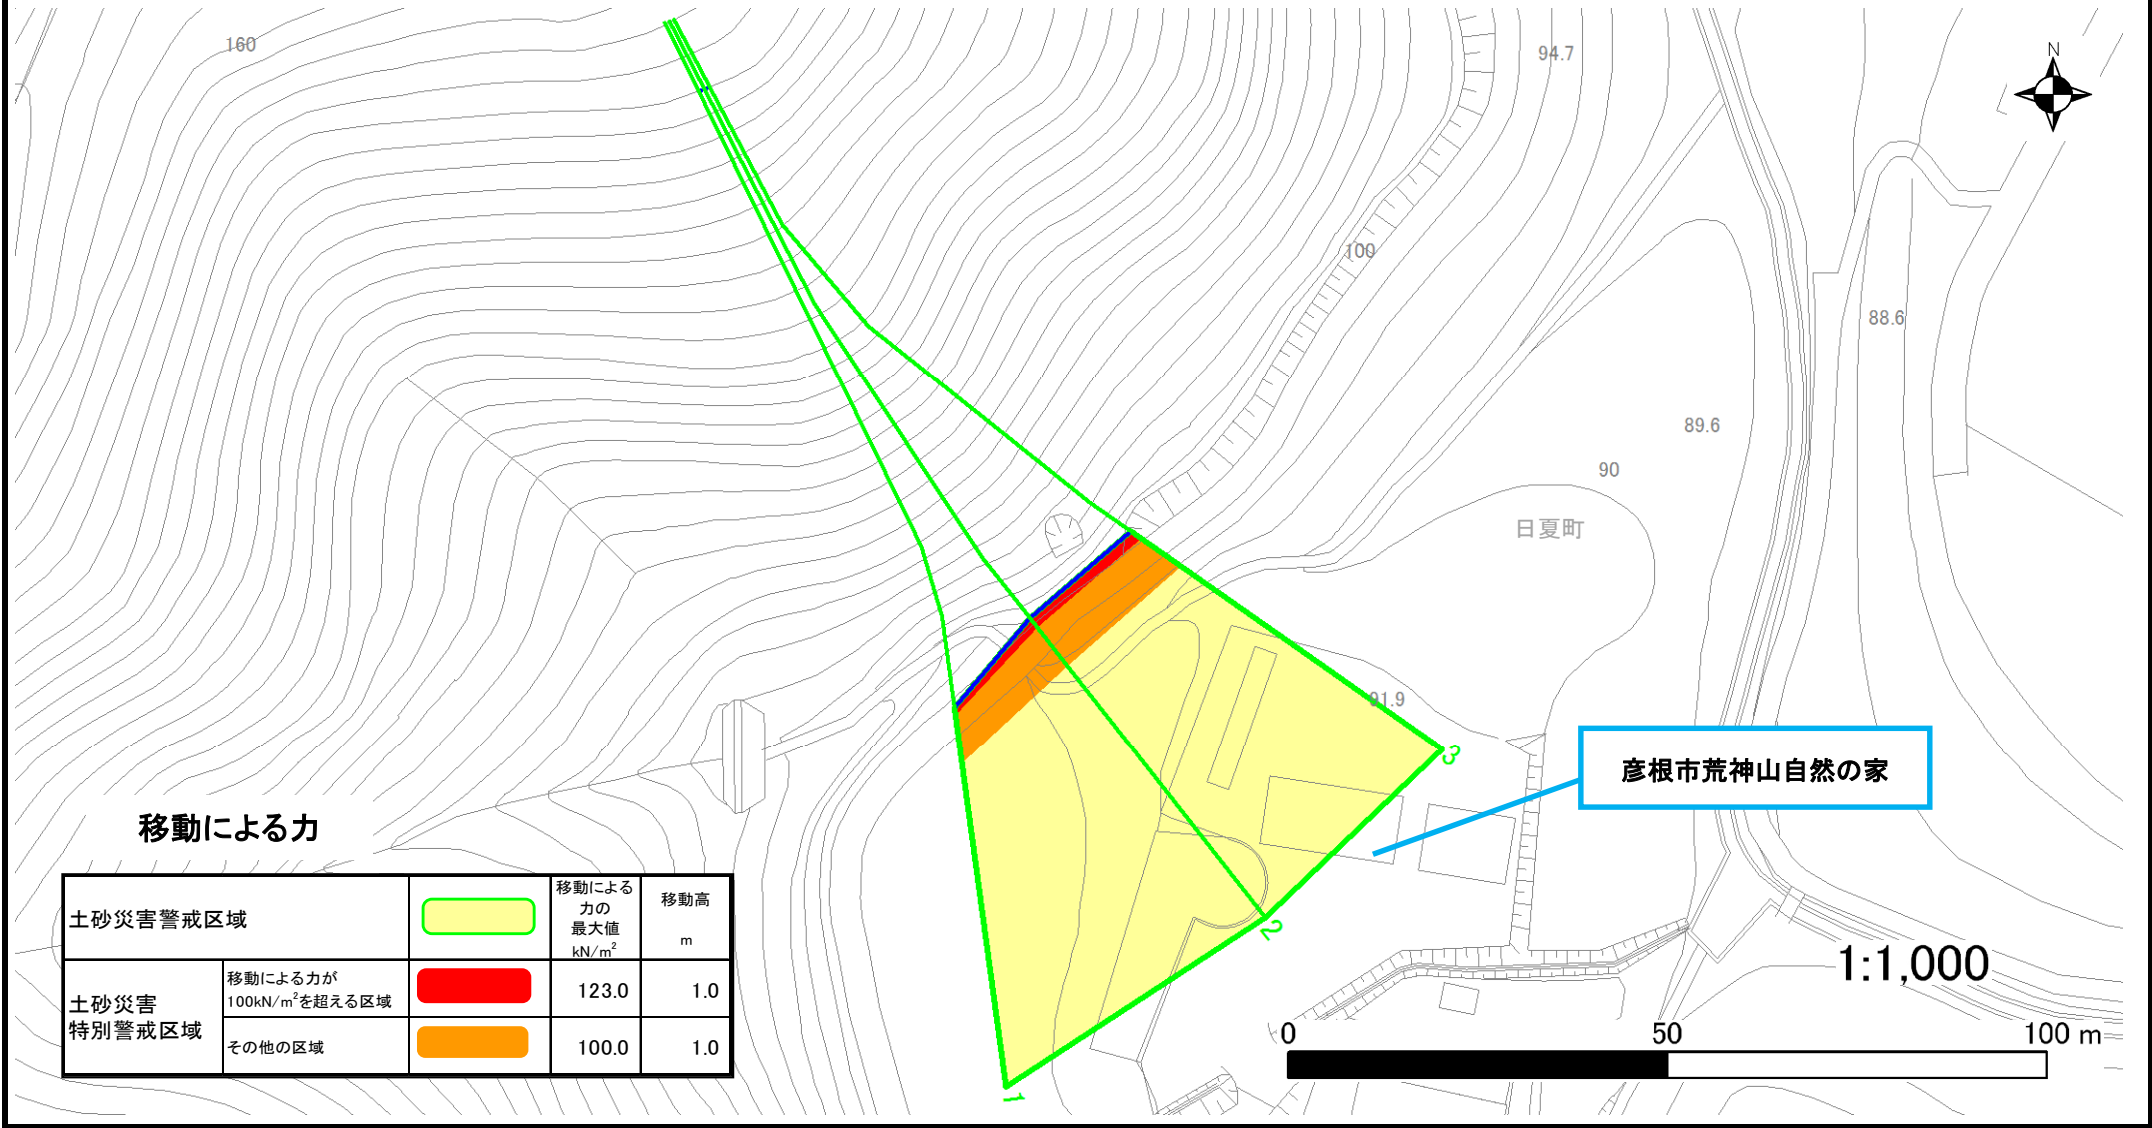 160
94.7
N
100
88.6
89.6
90
日夏町
91.9
3
彦根市荒神山自然の家
2
1
1:1,000
0 50 100 m
移動による力
土砂災害警戒区域
移動による
力の
最大値
kN/m²
移動高
m
土砂災害
特別警戒区域
移動による力が
100kN/m²を超える区域
123.0 1.0
その他の区域
100.0 1.0